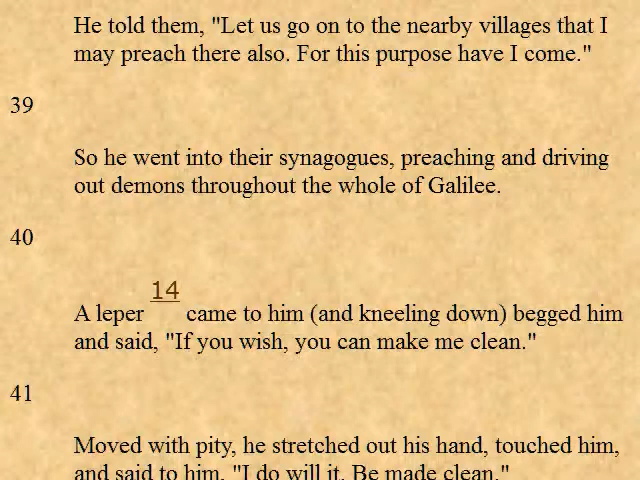 He told them, "Let us go on to the nearby villages that I
may preach there also. For this purpose have I come."
39
So he went into their synagogues, preaching and driving
out demons throughout the whole of Galilee.
40
A leper 14 came to him (and kneeling down) begged him
and said, "If you wish, you can make me clean."
41
Moved with pity, he stretched out his hand, touched him,
and said to him, "I do will it. Be made clean."